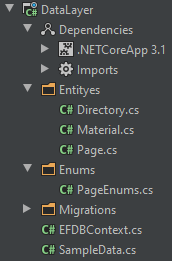 DataLayer
Dependencies
.NETCoreApp 3.1
Imports
Entityes
C# Directory.cs
C# Material.cs
C# Page.cs
Enums
C# PageEnums.cs
Migrations
C# EFDBContext.cs
C# SampleData.cs